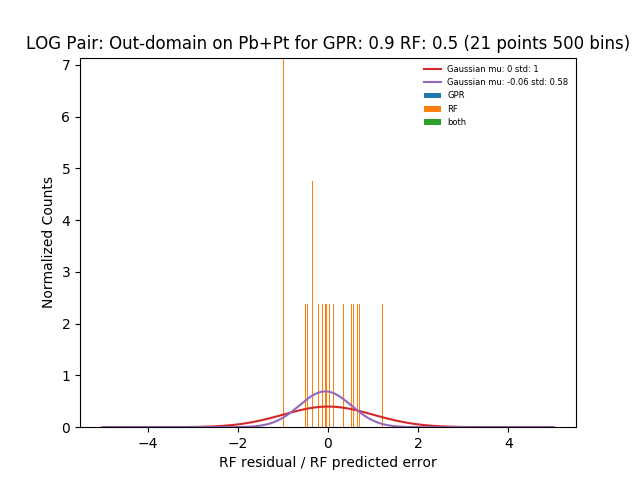 LOG Pair: Out-domain on Pb+Pt for GPR: 0.9 RF: 0.5 (21 points 500 bins)
Gaussian mu: 0 std: 1
Gaussian mu: -0.06 std: 0.58
GPR
RF
both
Normalized Counts
7
6
5
4
3
2
1
0
−4
−2
0
2
4
RF residual / RF predicted error